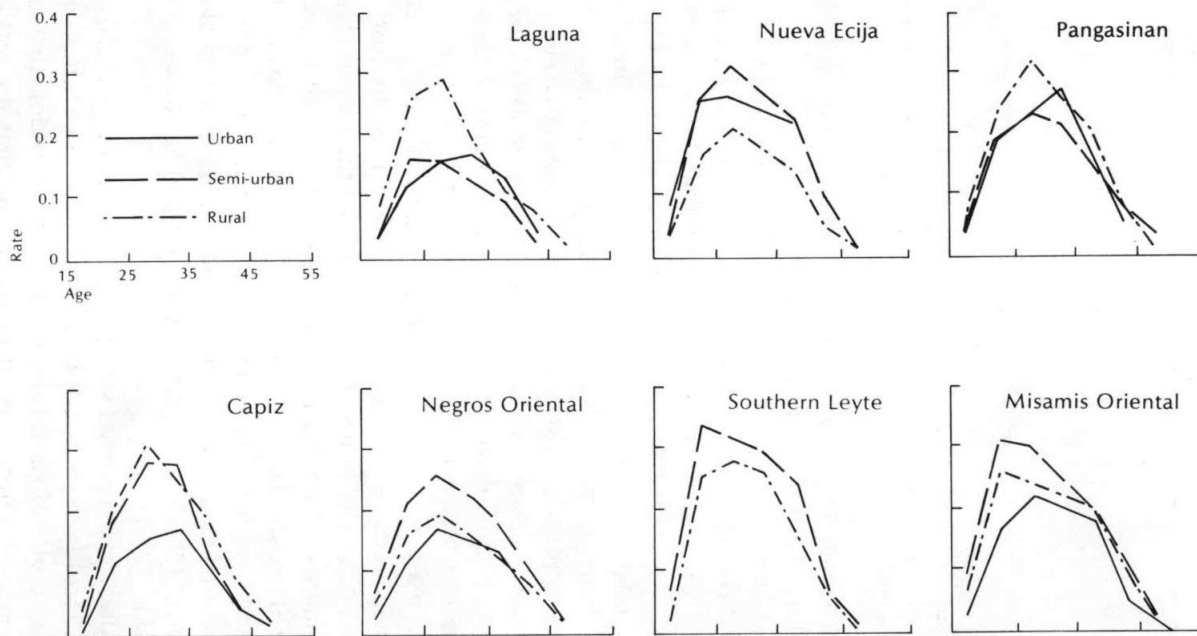 0.4
0.3
0.2
0.1
0
Rate
15 25 35 45 55
Age
Urban
Semi-urban
Rural
Laguna
Nueva Ecija
Pangasinan
Capiz
Negros Oriental
Southern Leyte
Misamis Oriental